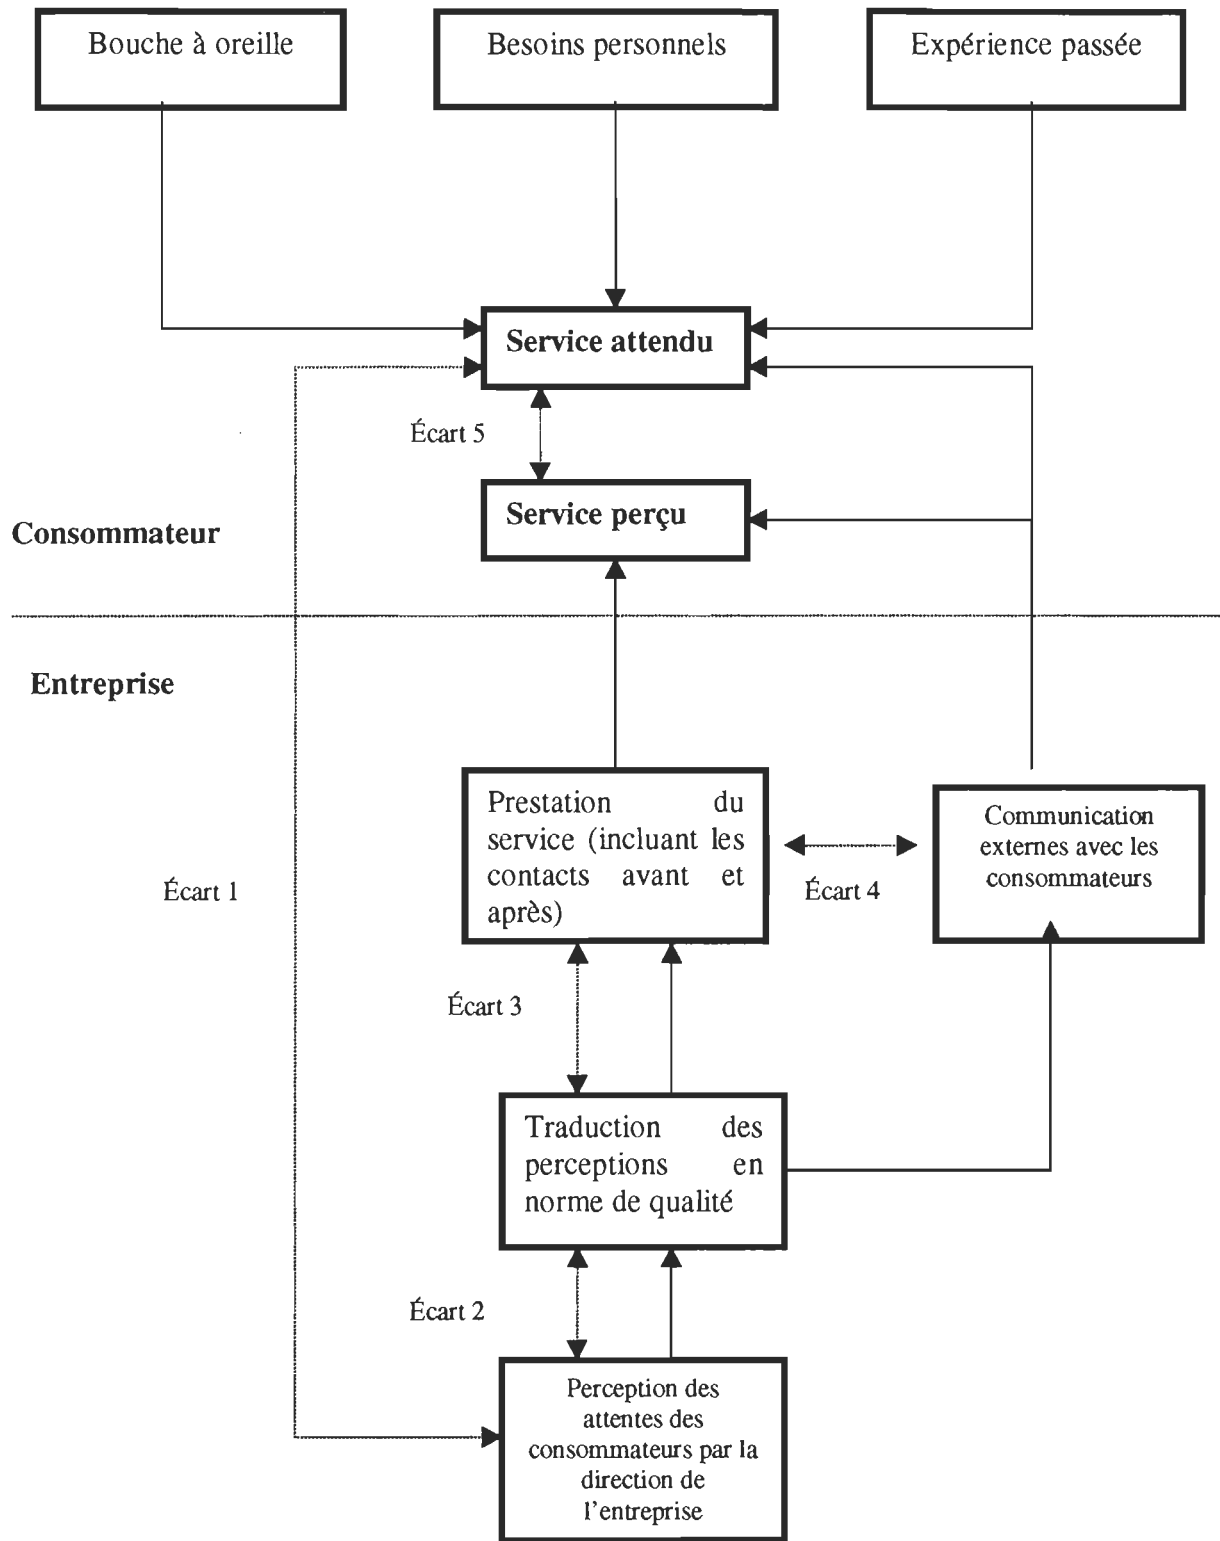 Bouche à oreille
Besoins personnels
Expérience passée
Service attendu
Écart 5
Service perçu
Consommateur
Entreprise
Prestation du
service (incluant les
contacts avant et
après)
Communication
externes avec les
consommateurs
Écart 1
Écart 4
Écart 3
Traduction des
perceptions en
norme de qualité
Écart 2
Perception des
attentes des
consommateurs par la
direction de
l'entreprise